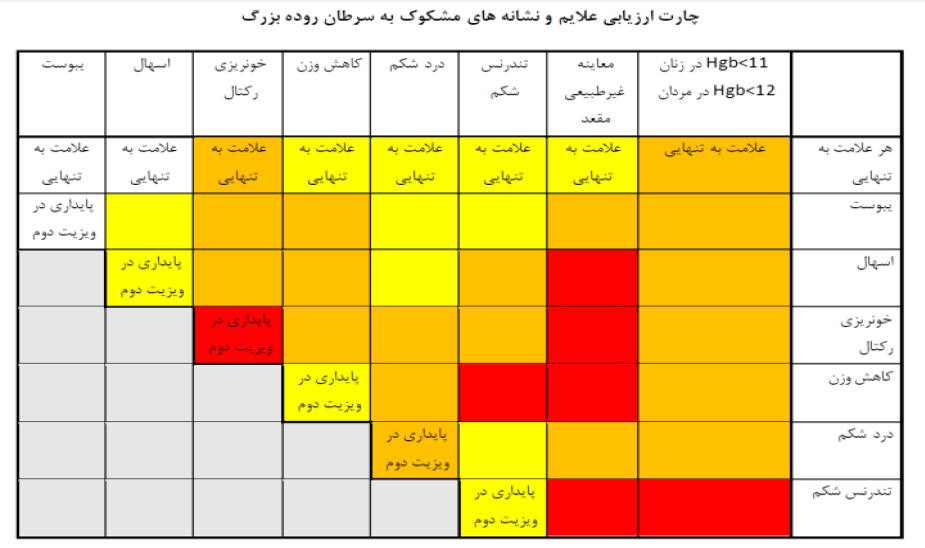 چارت ارزیابی علایم و نشانه های مشکوک به سرطان روده بزرگ
Hgb<11 در زنان
Hgb<12 در مردان
معاینه
غیرطبیعی
مقعد
تندرنس
شکم
درد شکم
کاهش وزن
خونریزی
رکتال
اسهال
یبوست
هر علامت به
تنهایی
علامت به تنهایی
علامت به
تنهایی
علامت به
تنهایی
علامت به
تنهایی
علامت به
تنهایی
علامت به
تنهایی
علامت به
تنهایی
علامت به
تنهایی
یبوست
پایداری در
ویزیت دوم
اسهال
پایداری در
ویزیت دوم
خونریزی
رکتال
پایداری در
ویزیت دوم
کاهش وزن
پایداری در
ویزیت دوم
درد شکم
پایداری در
ویزیت دوم
تندرنس شکم
پایداری در
ویزیت دوم